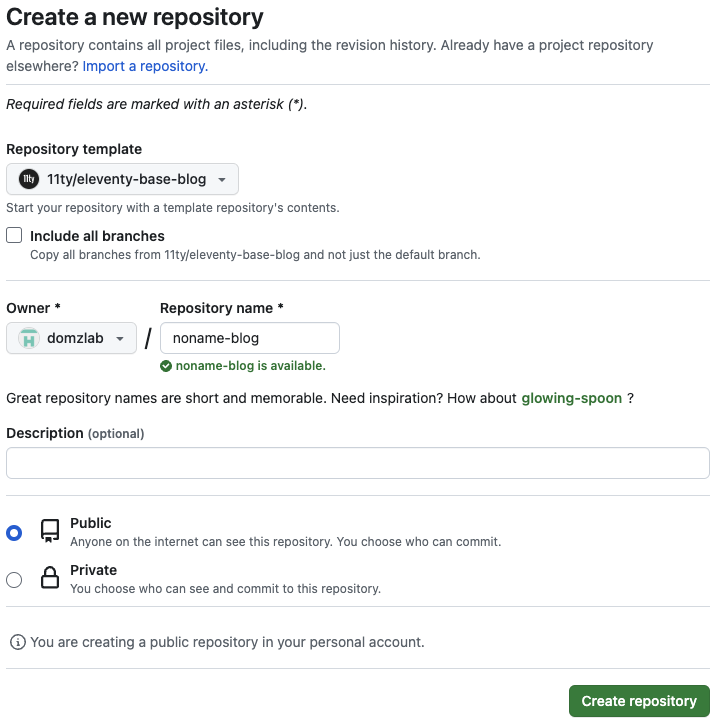 Create a new repository
A repository contains all project files, including the revision history. Already have a project repository
elsewhere? Import a repository.
Required fields are marked with an asterisk (*).
Repository template
11ty 11ty/eleventy-base-blog
Start your repository with a template repository's contents.
Include all branches
Copy all branches from 11ty/eleventy-base-blog and not just the default branch.
Owner * Repository name *
domzlab / noname-blog
noname-blog is available.
Great repository names are short and memorable. Need inspiration? How about glowing-spoon ?
Description (optional)
Public
Anyone on the internet can see this repository. You choose who can commit.
Private
You choose who can see and commit to this repository.
You are creating a public repository in your personal account.
Create repository